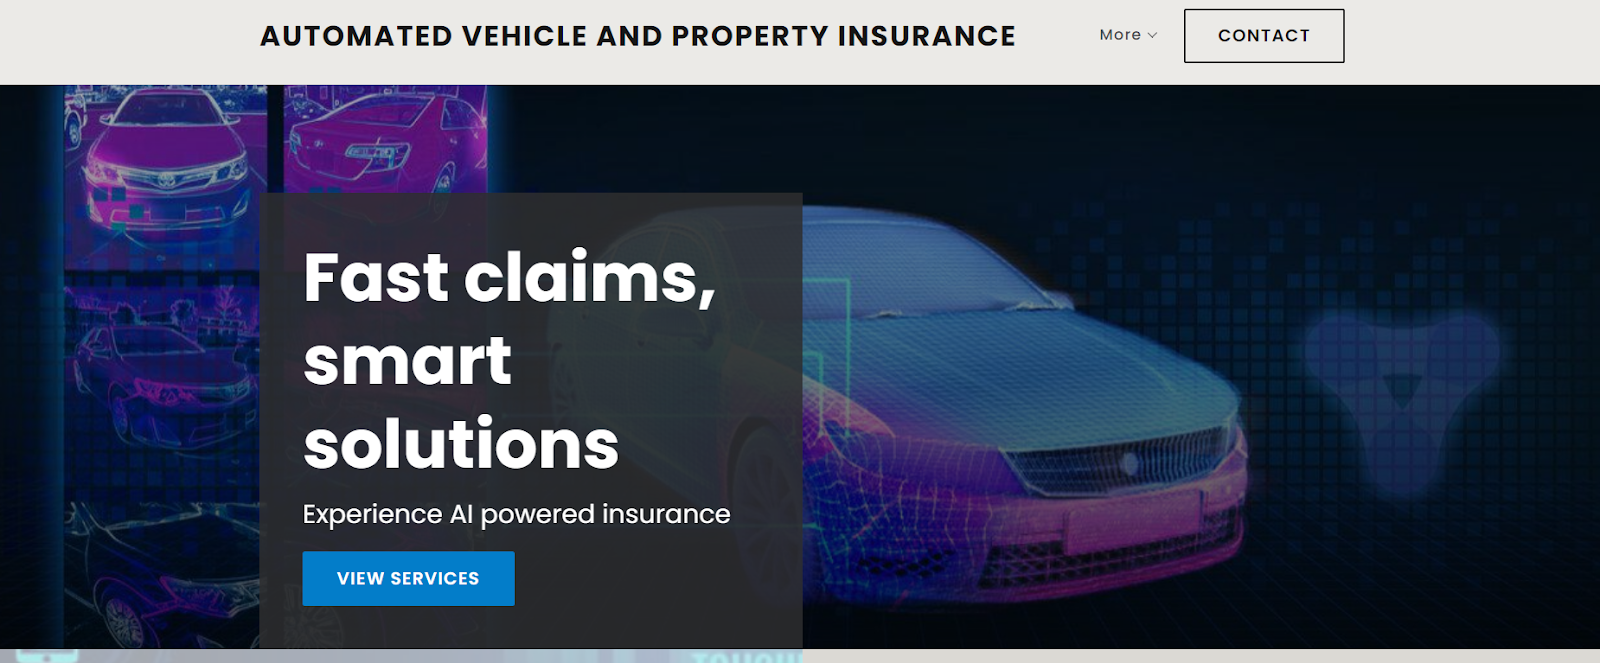 AUTOMATED VEHICLE AND PROPERTY INSURANCE
More
CONTACT
Fast claims,
smart
solutions
Experience AI powered insurance
VIEW SERVICES